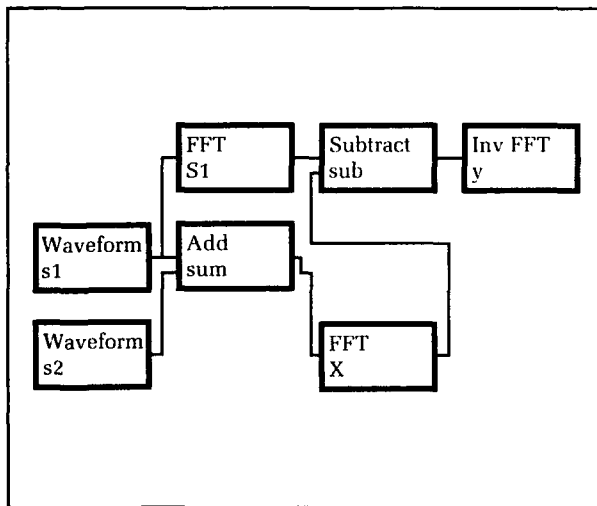 FFT
S1
Subtract
sub
Inv FFT
y
Waveform
s1
Add
sum
Waveform
s2
FFT
X